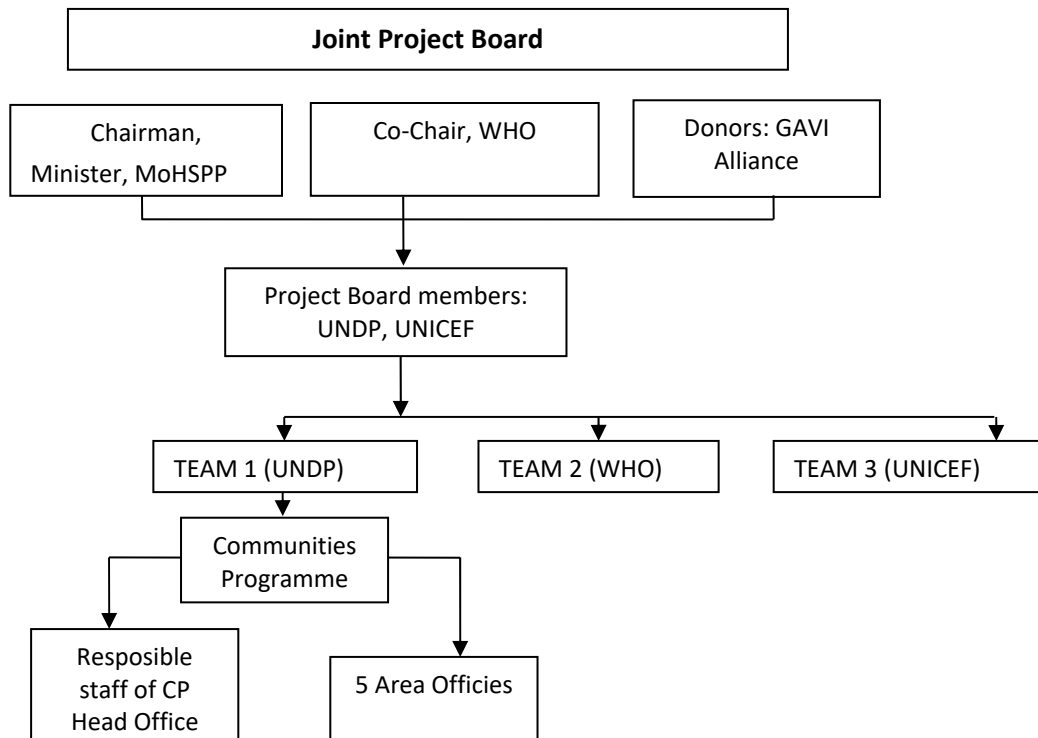 Joint Project Board
Chairman,
Minister, MoHSPP
Co-Chair, WHO
Donors: GAVI
Alliance
Project Board members:
UNDP, UNICEF
TEAM 1 (UNDP)
TEAM 2 (WHO)
TEAM 3 (UNICEF)
Communities
Programme
Resposible
staff of CP
Head Office
5 Area Officies